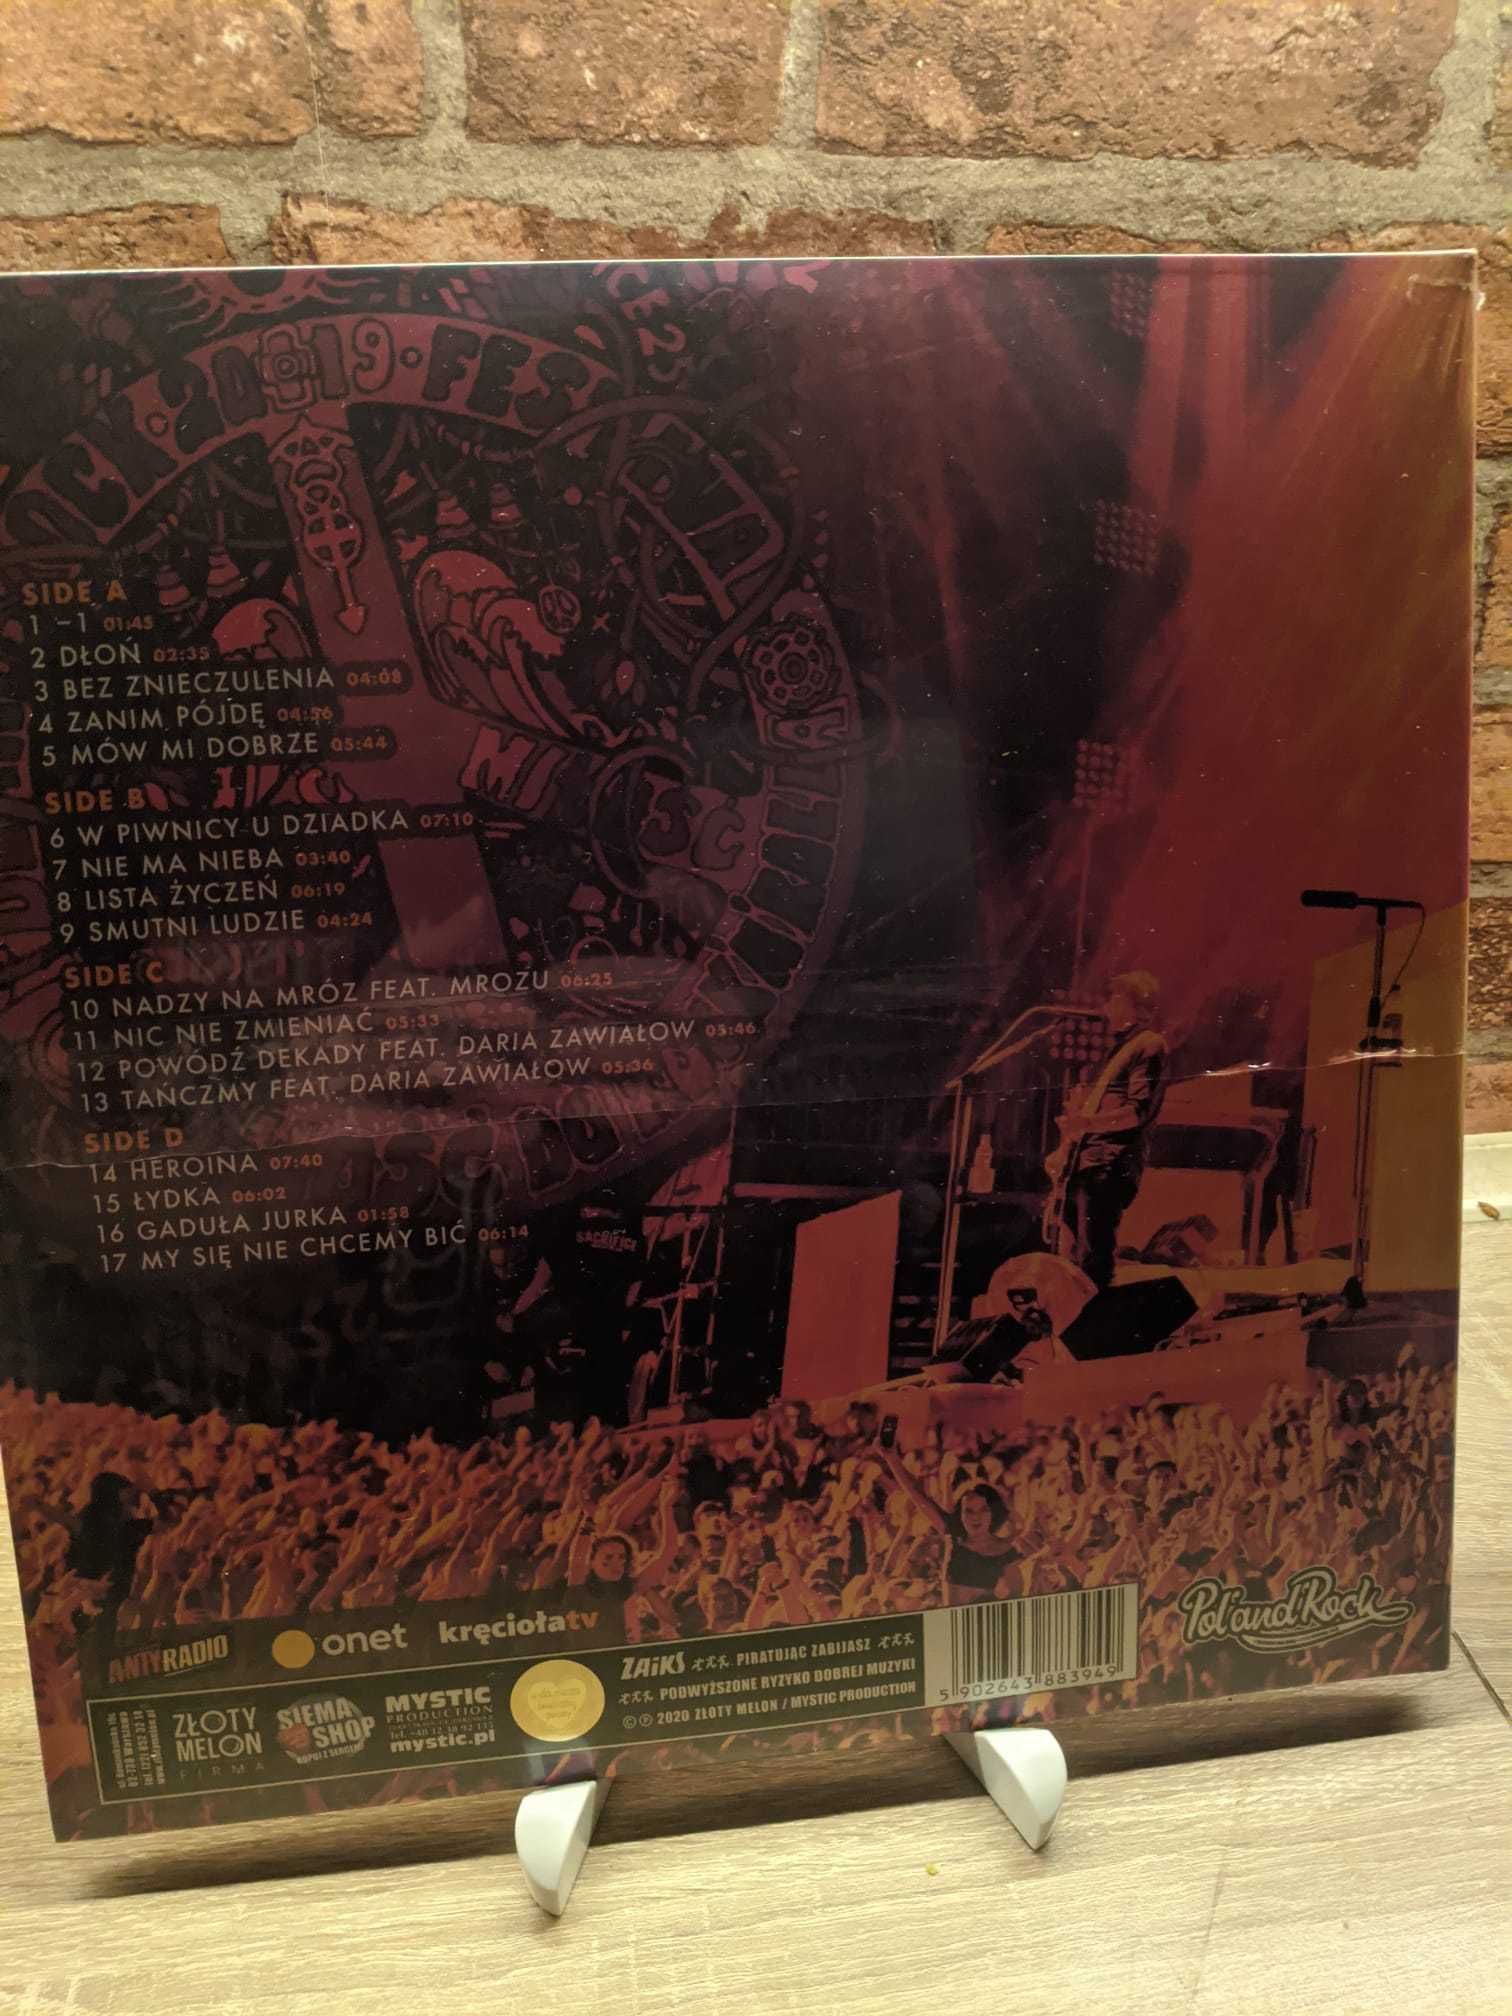 ACK·2019·FES
SIDE A
1 -1 01:45
2 DŁOŃ 02:35
3 BEZ ZNIECZULENIA 04:08
4 ZANIM PÓJDĘ 04:56
5 MÓW MI DOBRZE 05:44
SIDE B
6 W PIWNICY U DZIADKA 07:10
7 NIE MA NIEBA 03:40
8 LISTA ŻYCZEŃ 06:19
9 SMUTNI LUDZIE 04:24
SIDE C
10 NADZY NA MRÓZ FEAT. MROZU 06:25
11 NIC NIE ZMIENIAĆ 05:33
12 POWÓDŹ DEKADY FEAT. DARIA ZAWIAŁOW 05:46
13 TAŃCZMY FEAT. DARIA ZAWIAŁOW 05:36
SIDE D
14 HEROINA 07:40
15 ŁYDKA 06:02
16 GADUŁA JURKA 01:58
17 MY SIĘ NIE CHCEMY BIĆ 06:14
SACRIFICE
ANTYRADIO
onet
kręciołatv
Pol'and'Rock
ZŁOTY
MELON
FIRMA
SIEMA
SHOP
KUPUJ Z SERCEM
MYSTIC
PRODUCTION
mystic.pl
ZAiKS PIRATUJĄC ZABIJASZ
PODWYŻSZONE RYZYKO DOBREJ MUZYKI
© ℗ 2020 ZŁOTY MELON / MYSTIC PRODUCTION
5 902643 883949